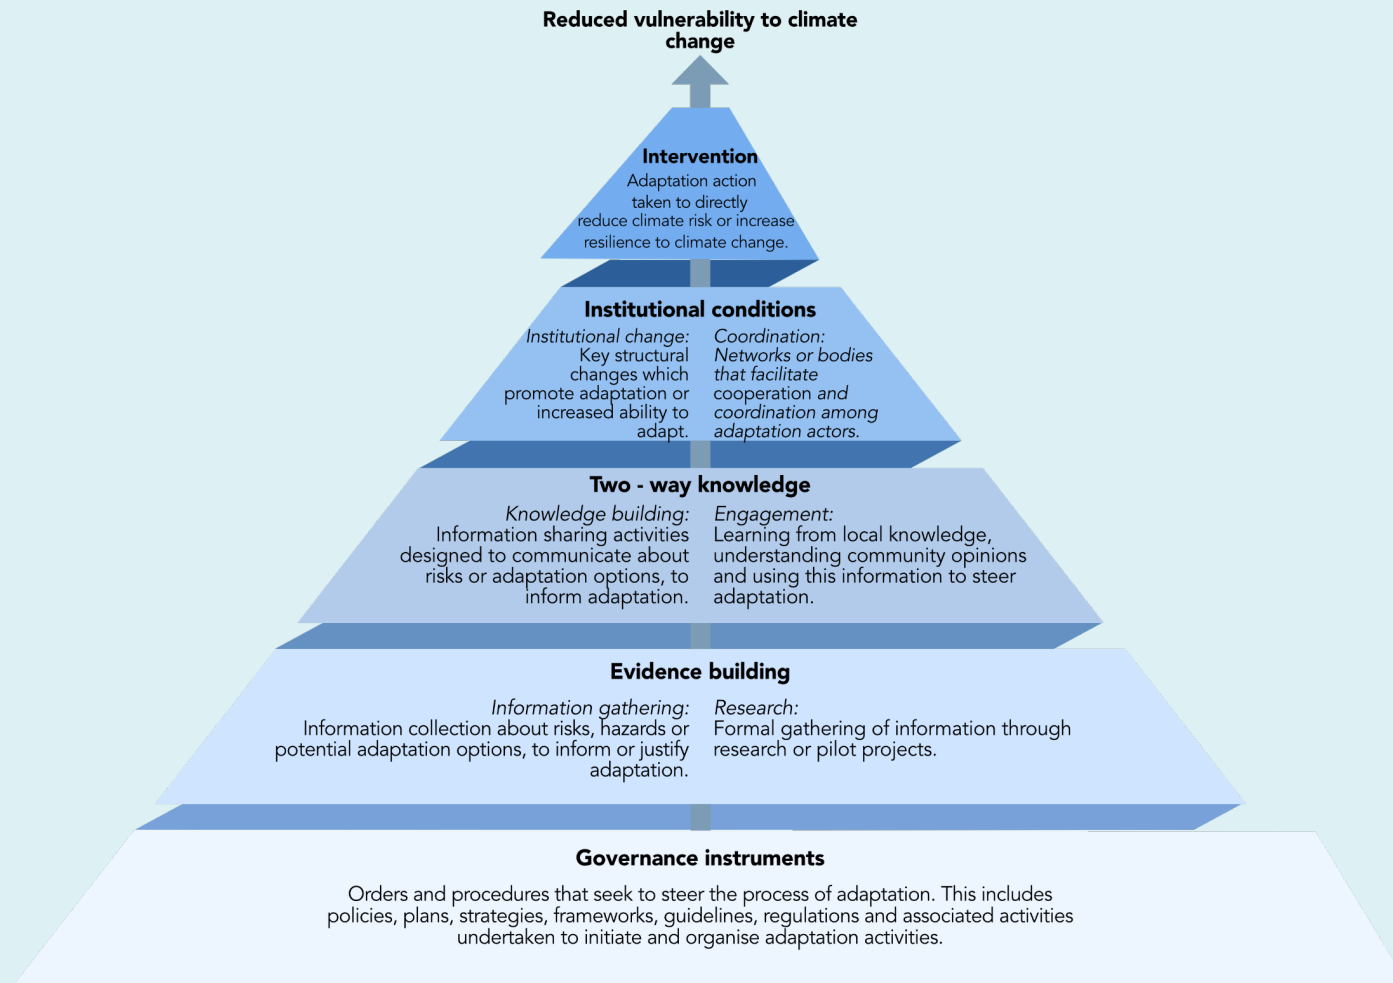 Reduced vulnerability to climate
change
Intervention
Adaptation action
taken to directly
reduce climate risk or increase
resilience to climate change.
Institutional conditions
Institutional change:
Key structural
changes which
promote adaptation or
increased ability to
adapt.
Coordination:
Networks or bodies
that facilitate
cooperation and
coordination among
adaptation actors.
Two - way knowledge
Knowledge building:
Information sharing activities
designed to communicate about
risks or adaptation options, to
inform adaptation.
Engagement:
Learning from local knowledge,
understanding community opinions
and using this information to steer
adaptation.
Evidence building
Information gathering:
Information collection about risks, hazards or
potential adaptation options, to inform or justify
adaptation.
Research:
Formal gathering of information through
research or pilot projects.
Governance instruments
Orders and procedures that seek to steer the process of adaptation. This includes
policies, plans, strategies, frameworks, guidelines, regulations and associated activities
undertaken to initiate and organise adaptation activities.